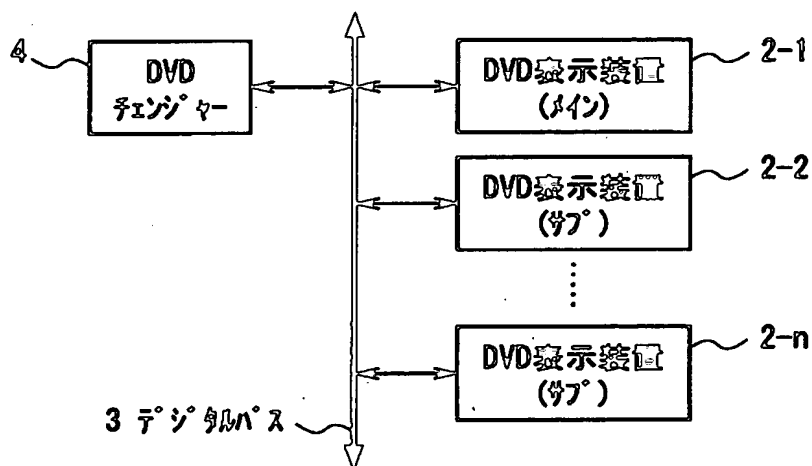 4
DVD
チェンジャー
DVD表示装置
(メイン)
2-1
DVD表示装置
(サブ)
2-2
DVD表示装置
(サブ)
2-n
3 デジタルバス